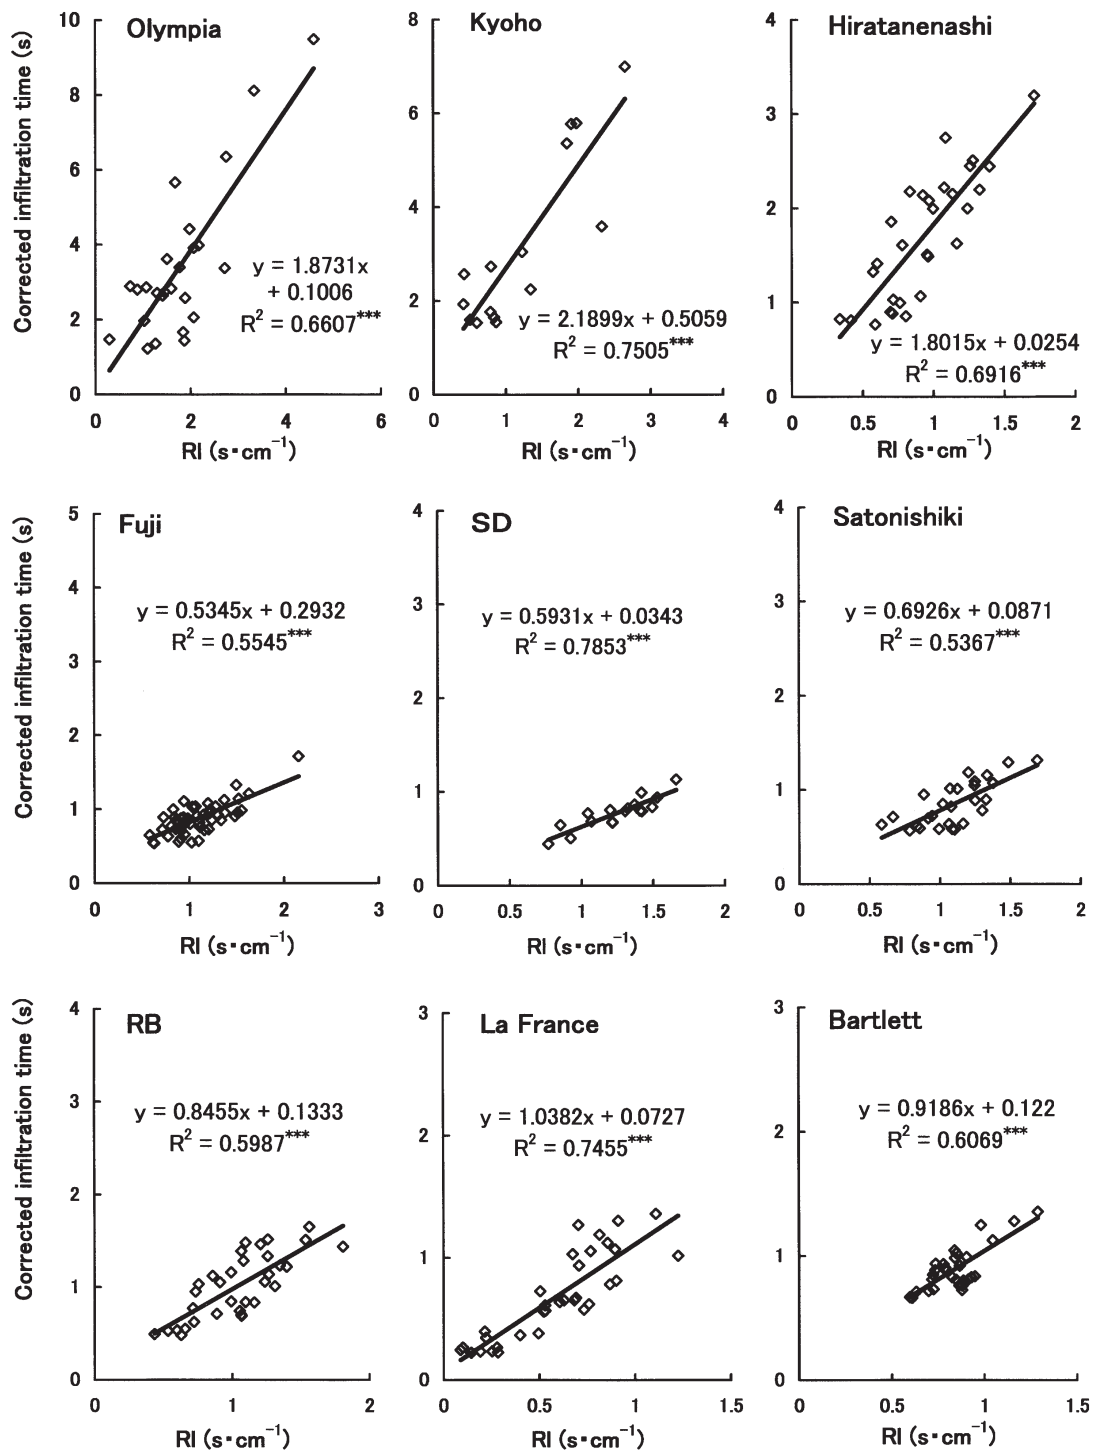 Olympia
Corrected infiltration time (s)
10
8
6
4
2
0
y = 1.8731x
+ 0.1006
R² = 0.6607***
0 2 4 6
RI (s·cm⁻¹)
Kyoho
8
6
4
2
0
y = 2.1899x + 0.5059
R² = 0.7505***
0 1 2 3 4
RI (s·cm⁻¹)
Hiratanenashi
4
3
2
1
0
y = 1.8015x + 0.0254
R² = 0.6916***
0 0.5 1 1.5 2
RI (s·cm⁻¹)
Fuji
Corrected infiltration time (s)
5
4
3
2
1
0
y = 0.5345x + 0.2932
R² = 0.5545***
0 1 2 3
RI (s·cm⁻¹)
SD
4
3
2
1
0
y = 0.5931x + 0.0343
R² = 0.7853***
0 0.5 1 1.5 2
RI (s·cm⁻¹)
Satonishiki
4
3
2
1
0
y = 0.6926x + 0.0871
R² = 0.5367***
0 0.5 1 1.5 2
RI (s·cm⁻¹)
RB
Corrected infiltration time (s)
4
3
2
1
0
y = 0.8455x + 0.1333
R² = 0.5987***
0 1 2
RI (s·cm⁻¹)
La France
3
2
1
0
y = 1.0382x + 0.0727
R² = 0.7455***
0 0.5 1 1.5
RI (s·cm⁻¹)
Bartlett
3
2
1
0
y = 0.9186x + 0.122
R² = 0.6069***
0 0.5 1 1.5
RI (s·cm⁻¹)